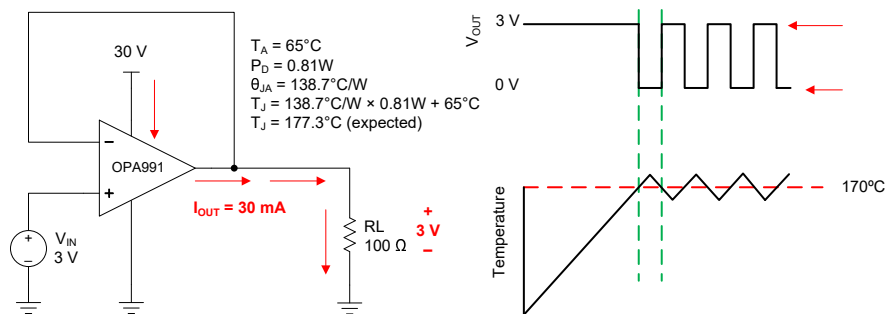 30 V
T_A = 65°C
P_D = 0.81W
θ_JA = 138.7°C/W
T_J = 138.7°C/W × 0.81W + 65°C
T_J = 177.3°C (expected)
–
OPA991
+
I_OUT = 30 mA
+
–
V_IN
3 V
RL
100 Ω
+
3 V
–
V_OUT
3 V
0 V
Temperature
170ºC